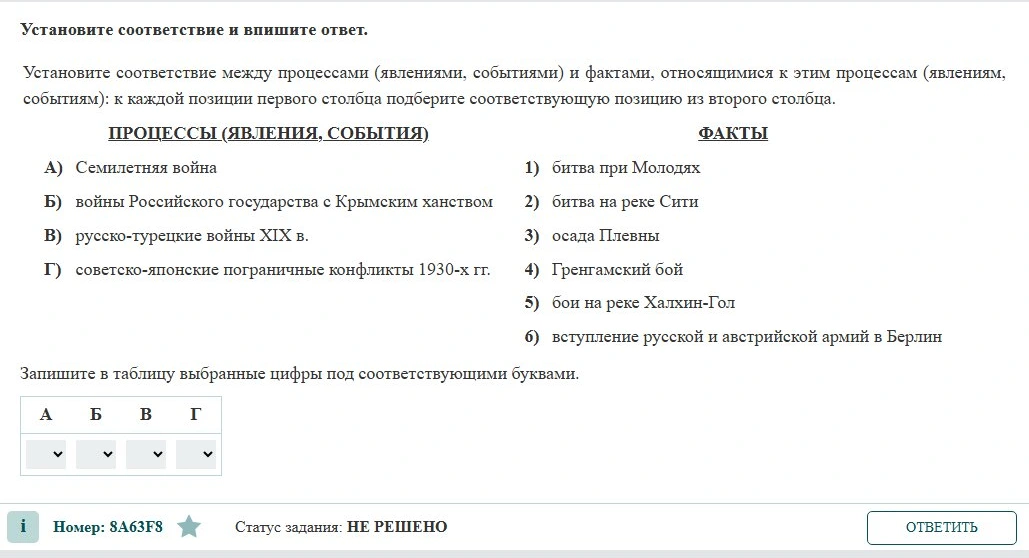 Установите соответствие и впишите ответ.
Установите соответствие между процессами (явлениями, событиями) и фактами, относящимися к этим процессам (явлениям,
событиям): к каждой позиции первого столбца подберите соответствующую позицию из второго столбца.
ПРОЦЕССЫ (ЯВЛЕНИЯ, СОБЫТИЯ) ФАКТЫ
А) Семилетняя война 1) битва при Молодях
Б) войны Российского государства с Крымским ханством 2) битва на реке Сити
В) русско-турецкие войны XIX в. 3) осада Плевны
Г) советско-японские пограничные конфликты 1930-х гг. 4) Гренгамский бой
5) бои на реке Халхин-Гол
6) вступление русской и австрийской армий в Берлин
Запишите в таблицу выбранные цифры под соответствующими буквами.
А Б В Г
i Номер: 8A63F8 Статус задания: НЕ РЕШЕНО ОТВЕТИТЬ